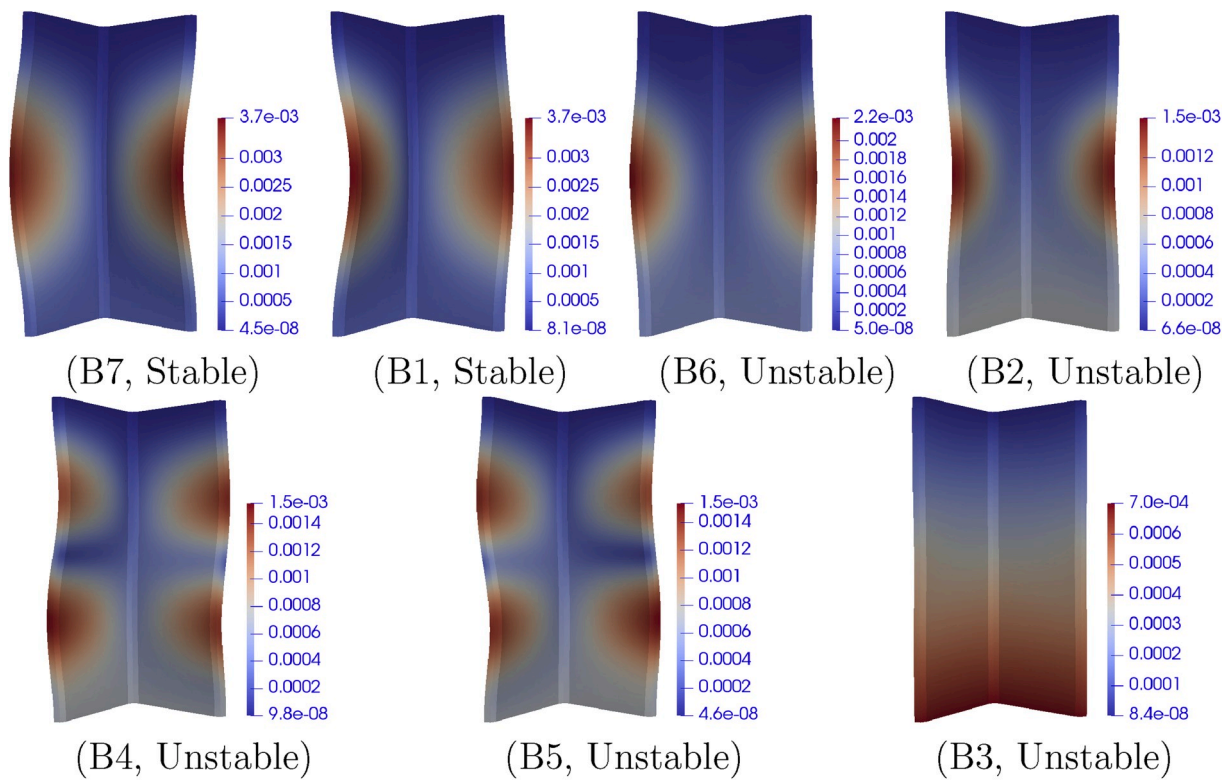 3.7e-03
0.003
0.0025
0.002
0.0015
0.001
0.0005
4.5e-08
(B7, Stable)
3.7e-03
0.003
0.0025
0.002
0.0015
0.001
0.0005
8.1e-08
(B1, Stable)
2.2e-03
0.002
0.0018
0.0016
0.0014
0.0012
0.001
0.0008
0.0006
0.0004
0.0002
5.0e-08
(B6, Unstable)
1.5e-03
0.0012
0.001
0.0008
0.0006
0.0004
0.0002
6.6e-08
(B2, Unstable)
1.5e-03
0.0014
0.0012
0.001
0.0008
0.0006
0.0004
0.0002
9.8e-08
(B4, Unstable)
1.5e-03
0.0014
0.0012
0.001
0.0008
0.0006
0.0004
0.0002
4.6e-08
(B5, Unstable)
7.0e-04
0.0006
0.0005
0.0004
0.0003
0.0002
0.0001
8.4e-08
(B3, Unstable)